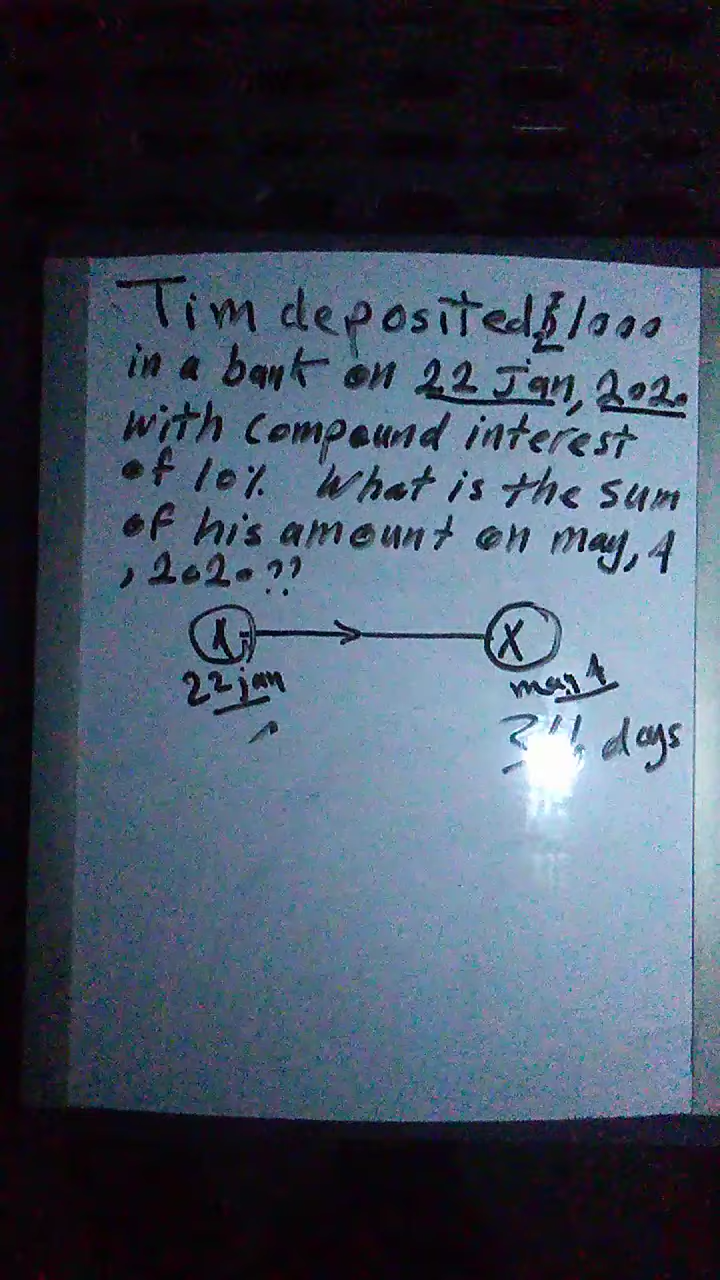 Tim deposited $1000
in a bank on 22 Jan, 2020
with compound interest
of 10% What is the sum
of his amount on may, 4
, 2020??
X
22 jan
X
may 4
days